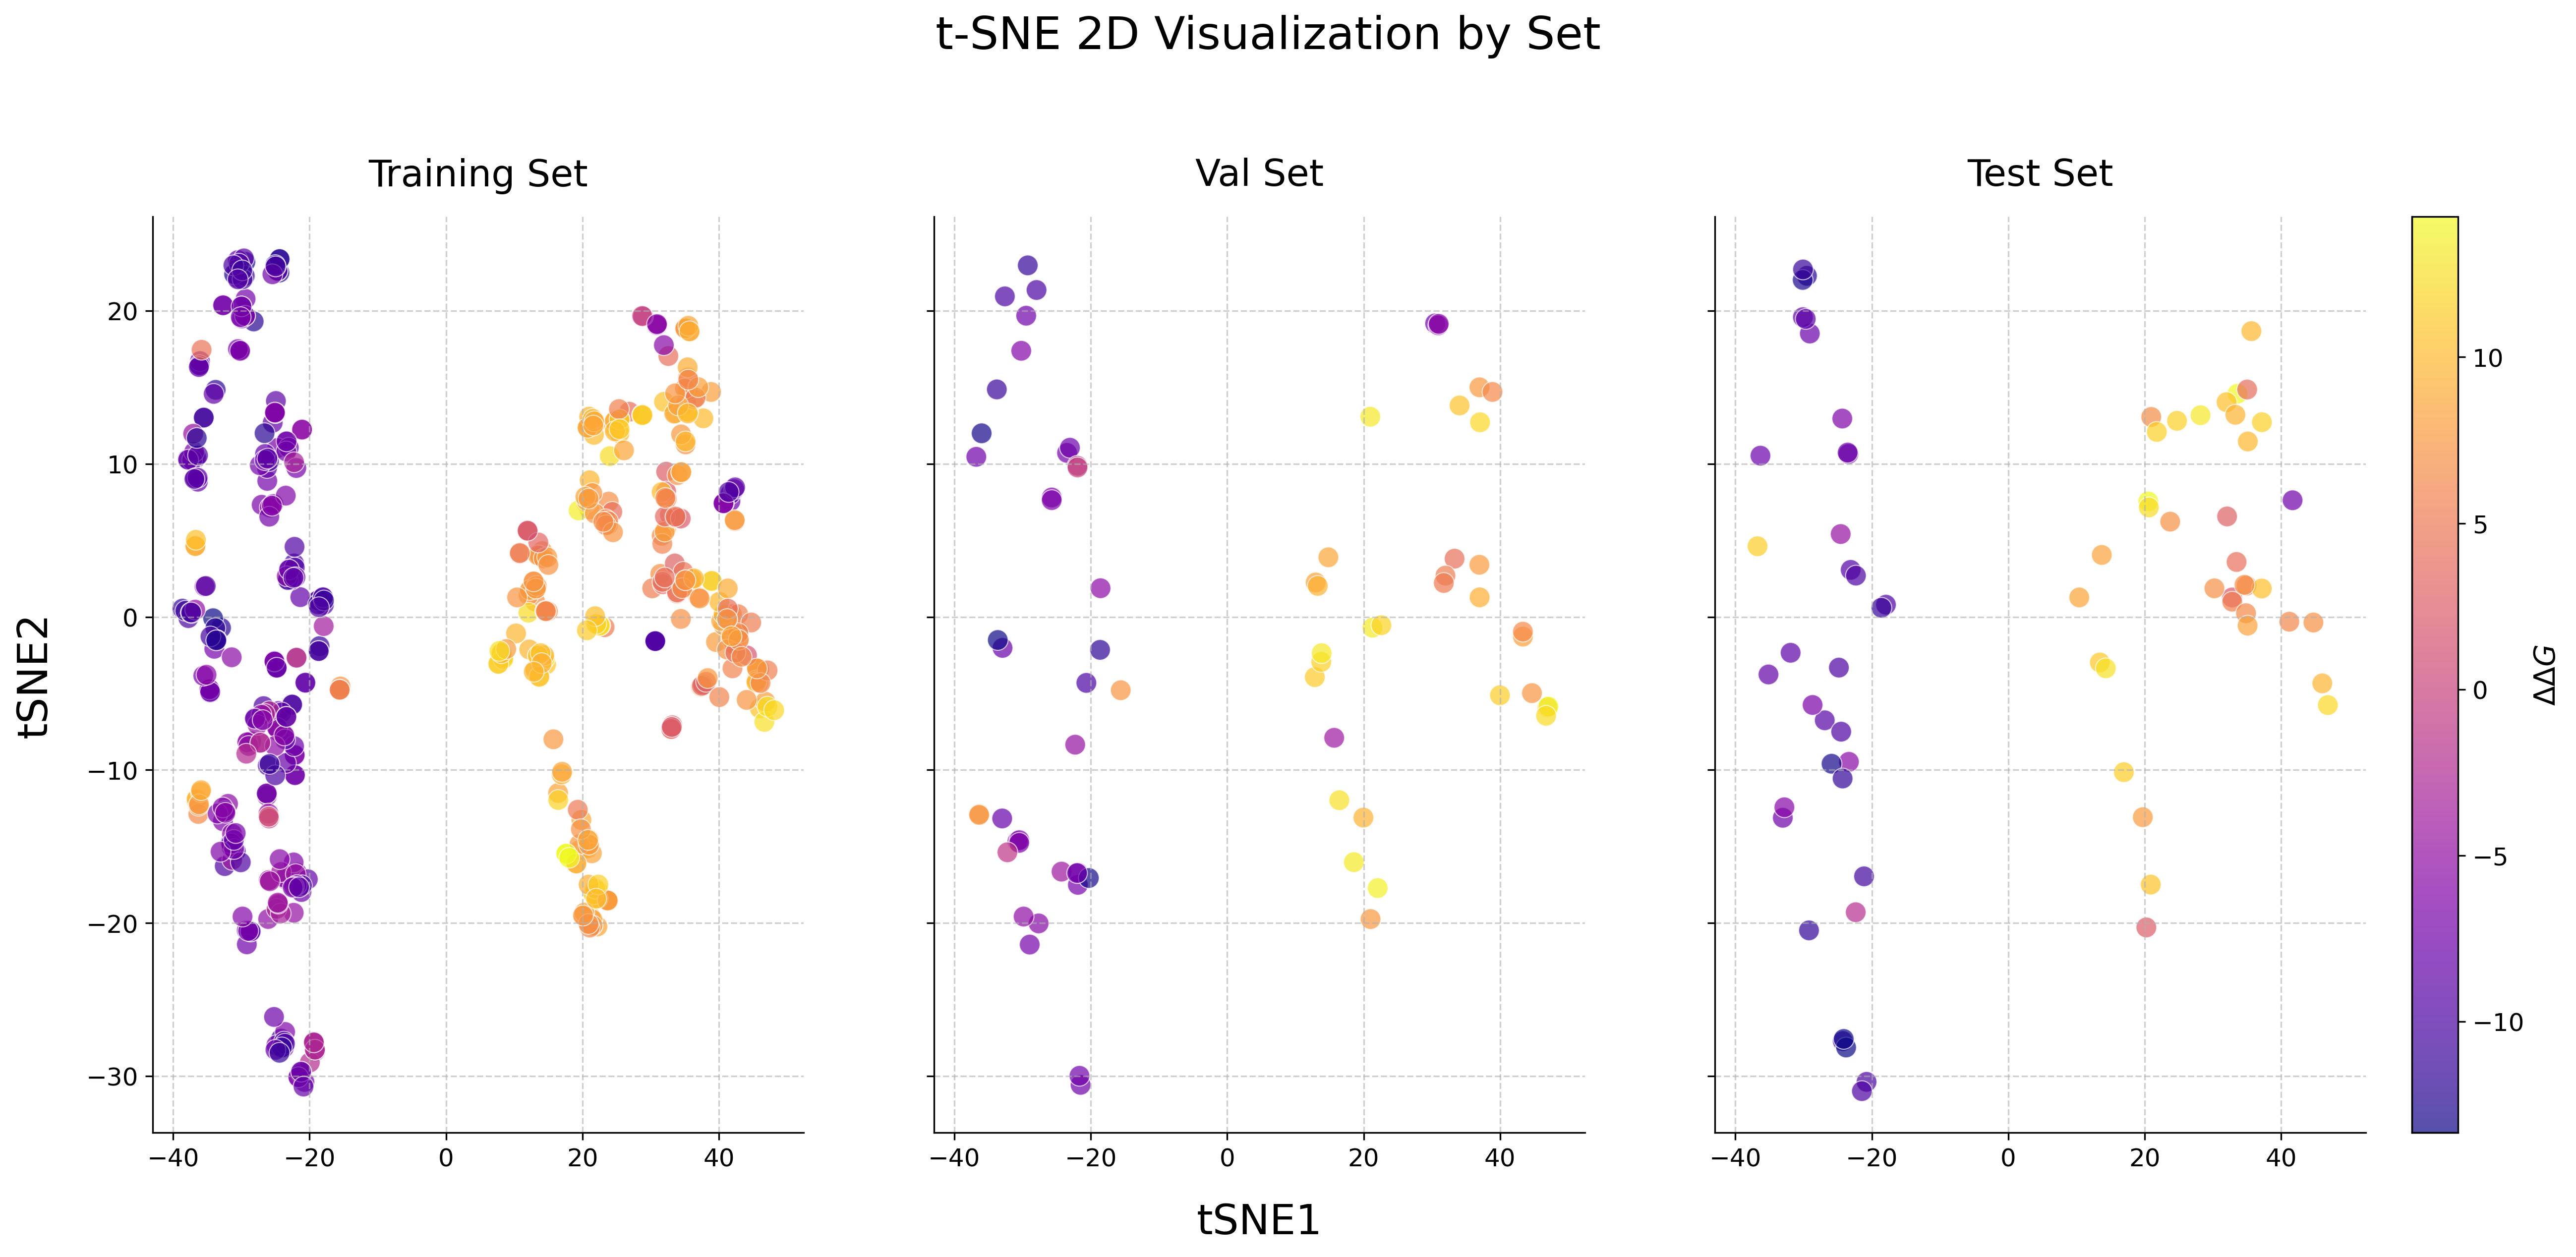 t-SNE 2D Visualization by Set
Training Set
Val Set
Test Set
20
10
0
−10
−20
−30
tSNE2
−40 −20 0 20 40
−40 −20 0 20 40
−40 −20 0 20 40
tSNE1
10
5
0
−5
−10
ΔΔG